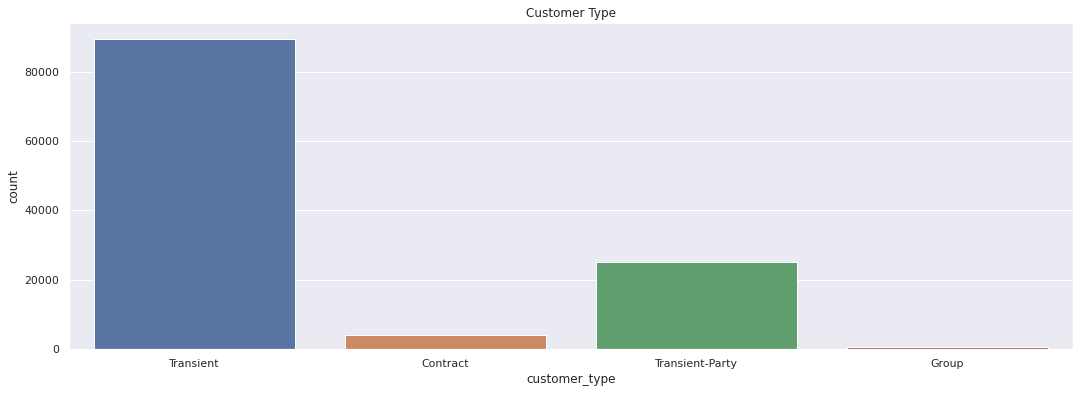 Customer Type
80000
60000
40000
20000
0
count
Transient
Contract
Transient-Party
Group
customer_type